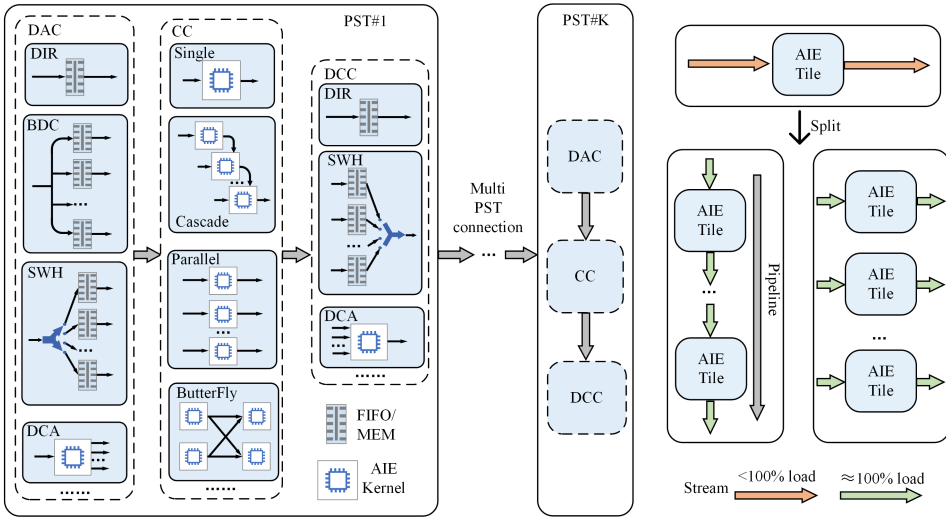 PST#1
DAC
DIR
BDC
...
SWH
...
DCA
...
......
CC
Single
...
Cascade
Parallel
...
ButterFly
......
DCC
DIR
SWH
...
DCA
...
......
FIFO/
MEM
AIE
Kernel
Multi
PST
connection
...
PST#K
DAC
CC
DCC
AIE
Tile
Split
AIE
Tile
...
AIE
Tile
Pipeline
AIE
Tile
AIE
Tile
...
AIE
Tile
Stream
<100% load
≈100% load